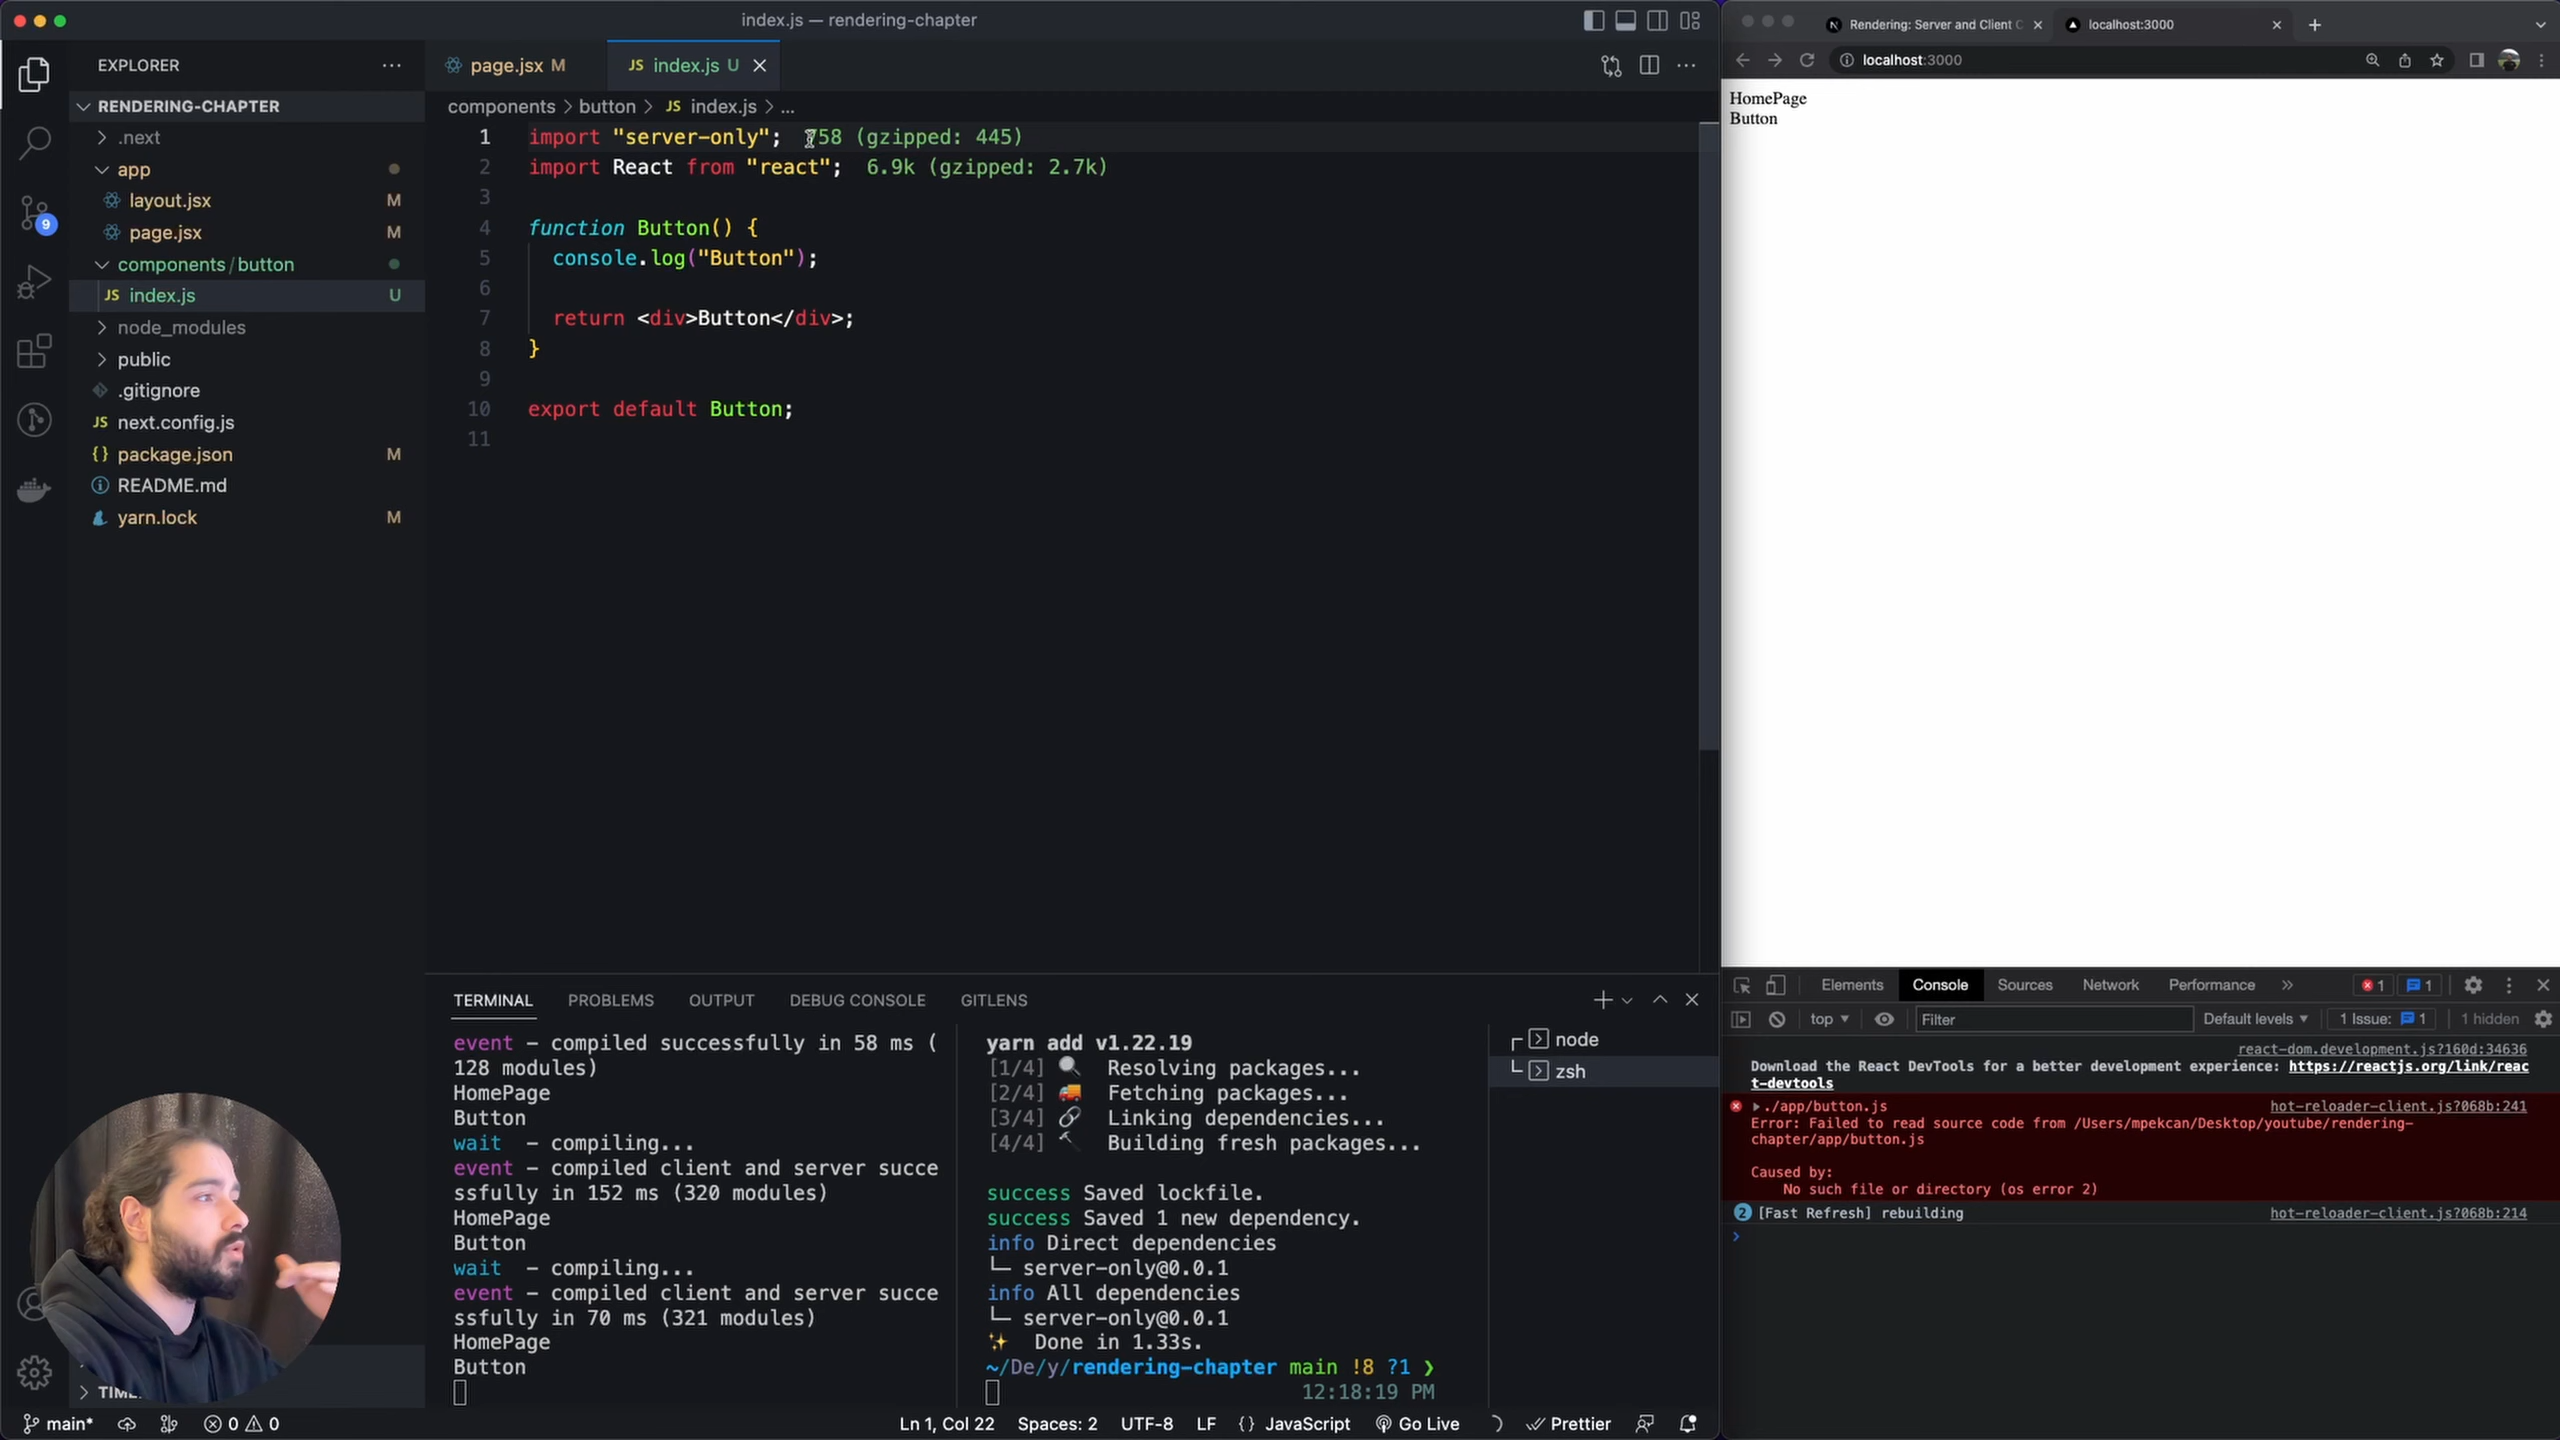 index.js — rendering-chapter
EXPLORER
RENDERING-CHAPTER
.next
app
layout.jsx M
page.jsx M
components/button
JS index.js U
node_modules
public
.gitignore
JS next.config.js
{} package.json M
README.md
yarn.lock M
9
page.jsx M
JS index.js U
components > button > JS index.js > ...
1 import "server-only"; 758 (gzipped: 445)
2 import React from "react"; 6.9k (gzipped: 2.7k)
3
4 function Button() {
5 console.log("Button");
6
7 return <div>Button</div>;
8 }
9
10 export default Button;
11
TERMINAL PROBLEMS OUTPUT DEBUG CONSOLE GITLENS
event - compiled successfully in 58 ms (
128 modules)
HomePage
Button
wait - compiling...
event - compiled client and server succe
ssfully in 152 ms (320 modules)
HomePage
Button
wait - compiling...
event - compiled client and server succe
ssfully in 70 ms (321 modules)
HomePage
Button
yarn add v1.22.19
[1/4] 🔍 Resolving packages...
[2/4] 🚚 Fetching packages...
[3/4] 🔗 Linking dependencies...
[4/4] 🔨 Building fresh packages...
success Saved lockfile.
success Saved 1 new dependency.
info Direct dependencies
└─ server-only@0.0.1
info All dependencies
└─ server-only@0.0.1
✨ Done in 1.33s.
~/De/y/rendering-chapter main !8 ?1 ❯
12:18:19 PM
node
zsh
main* 0 0
Ln 1, Col 22 Spaces: 2 UTF-8 LF {} JavaScript Go Live Prettier
Rendering: Server and Client C
localhost:3000
localhost:3000
HomePage
Button
Elements Console Sources Network Performance » 1 1
top Filter Default levels 1 Issue: 1 1 hidden
react-dom.development.js?160d:34636
Download the React DevTools for a better development experience: https://reactjs.org/link/reac
t-devtools
./app/button.js hot-reloader-client.js?068b:241
Error: Failed to read source code from /Users/mpekcan/Desktop/youtube/rendering-
chapter/app/button.js
Caused by:
No such file or directory (os error 2)
2 [Fast Refresh] rebuilding hot-reloader-client.js?068b:214